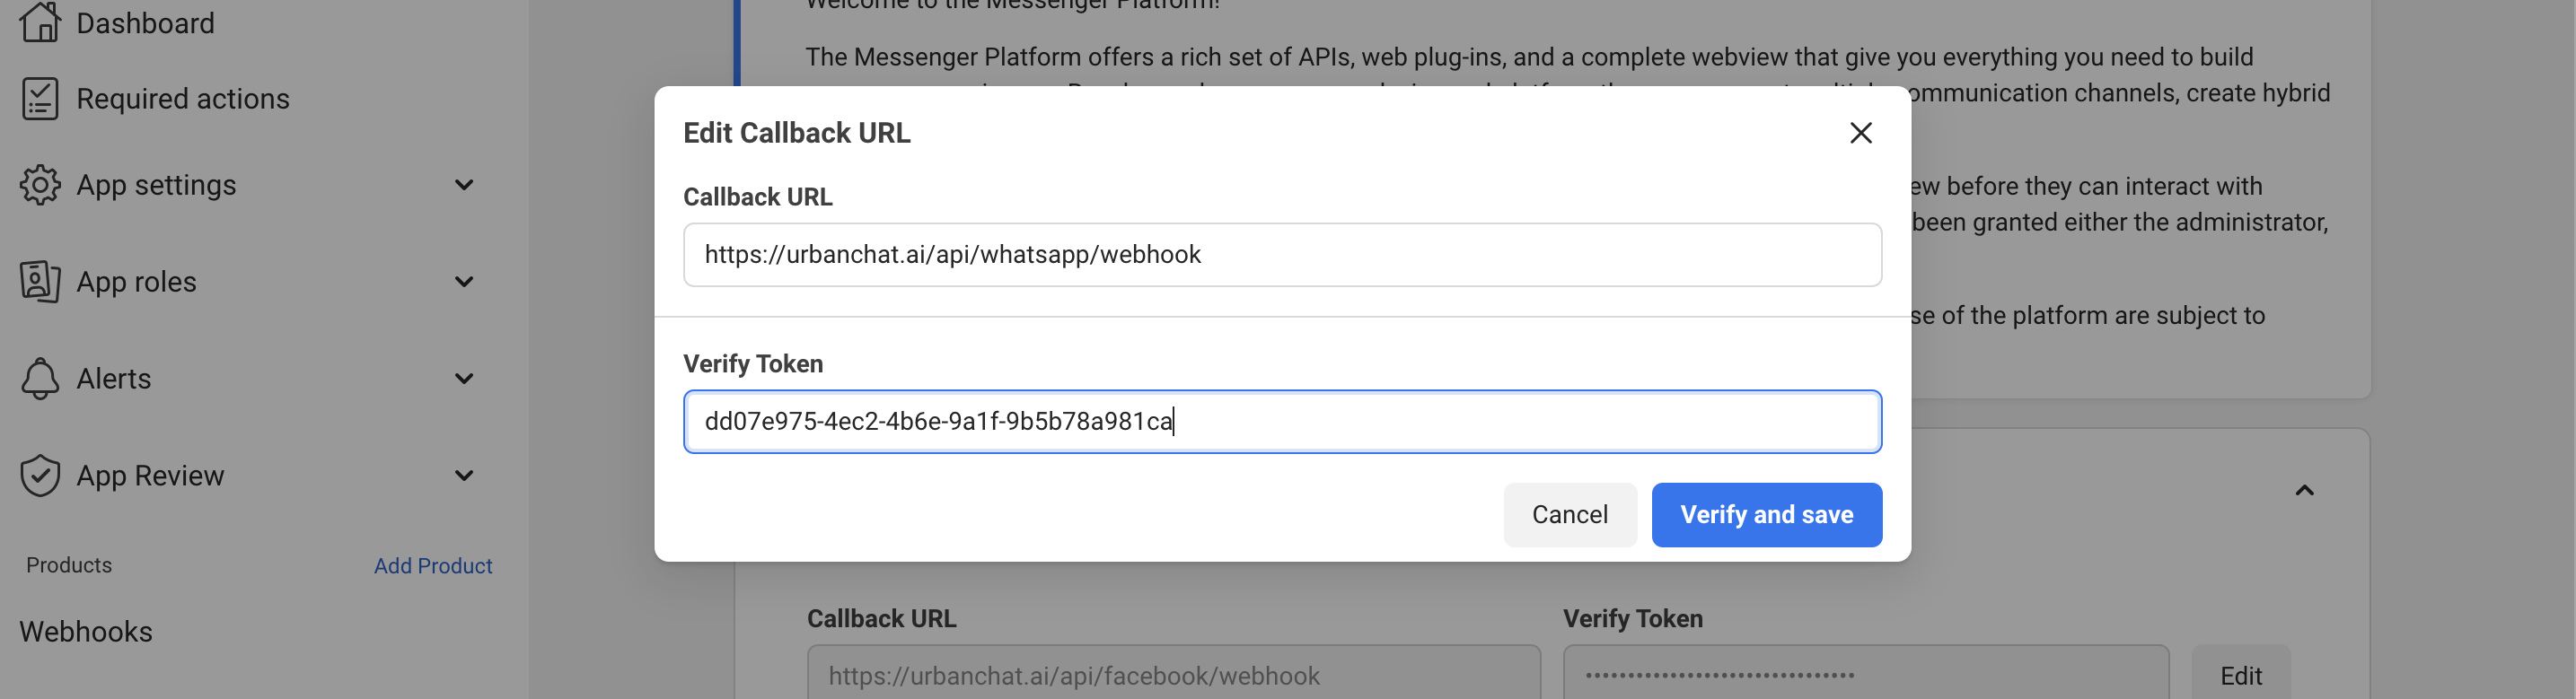 Dashboard
Required actions
App settings
App roles
Alerts
App Review
Products
Add Product
Webhooks
Welcome to the Messenger Platform!
The Messenger Platform offers a rich set of APIs, web plug-ins, and a complete webview that give you everything you need to build
ommunication channels, create hybrid
ew before they can interact with
been granted either the administrator,
se of the platform are subject to
Edit Callback URL
Callback URL
https://urbanchat.ai/api/whatsapp/webhook
Verify Token
dd07e975-4ec2-4b6e-9a1f-9b5b78a981ca
Cancel
Verify and save
Callback URL
Verify Token
https://urbanchat.ai/api/facebook/webhook
••••••••••••••••••••••••••••••••
Edit